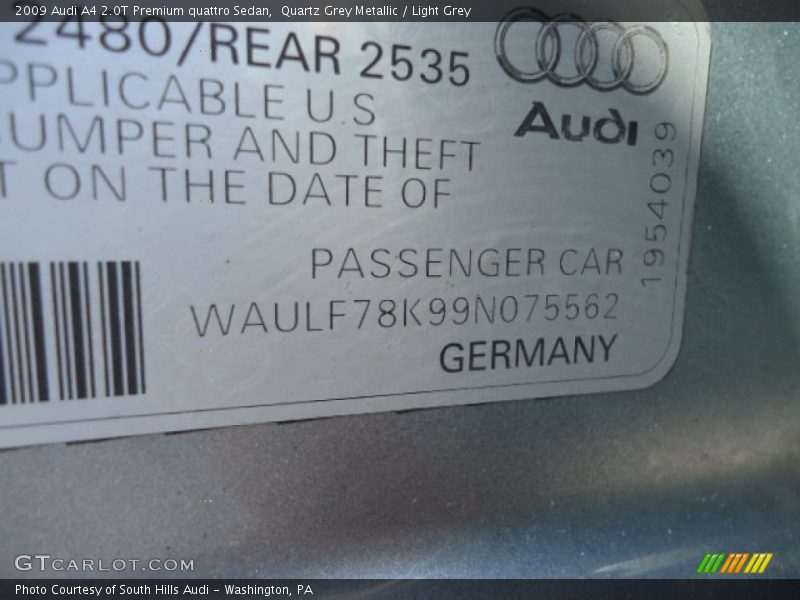 2009 Audi A4 2.0T Premium quattro Sedan,  Quartz Grey Metallic / Light Grey
2480/REAR 2535
PPLICABLE U.S
BUMPER AND THEFT
T ON THE DATE OF
Audi
1954039
PASSENGER CAR
WAULF78K99N075562
GERMANY
GTCARLOT.COM
Photo Courtesy of South Hills Audi - Washington, PA